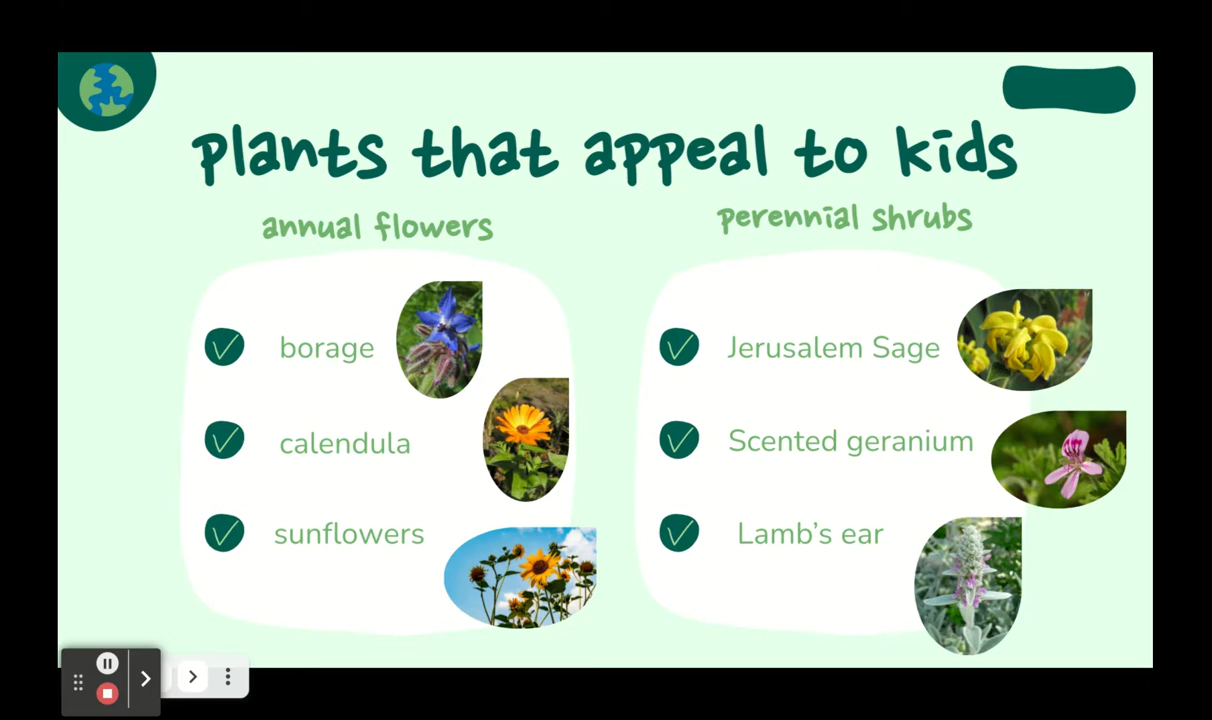 plants that appeal to kids
annual flowers
borage
calendula
sunflowers
perennial shrubs
Jerusalem Sage
Scented geranium
Lamb’s ear